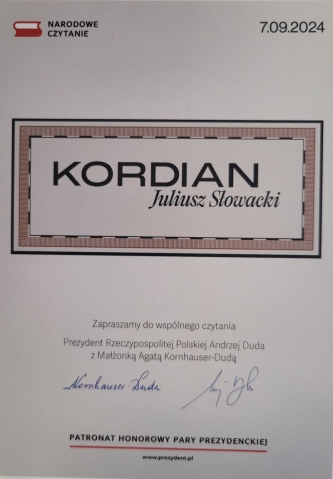 NARODOWE
CZYTANIE
7.09.2024
KORDIAN
Juliusz Słowacki
Zapraszamy do wspólnego czytania
Prezydent Rzeczypospolitej Polskiej Andrzej Duda
z Małżonką Agatą Kornhauser-Dudą
Kornhauser-Duda
PATRONAT HONOROWY PARY PREZYDENCKIEJ
www.prezydent.pl